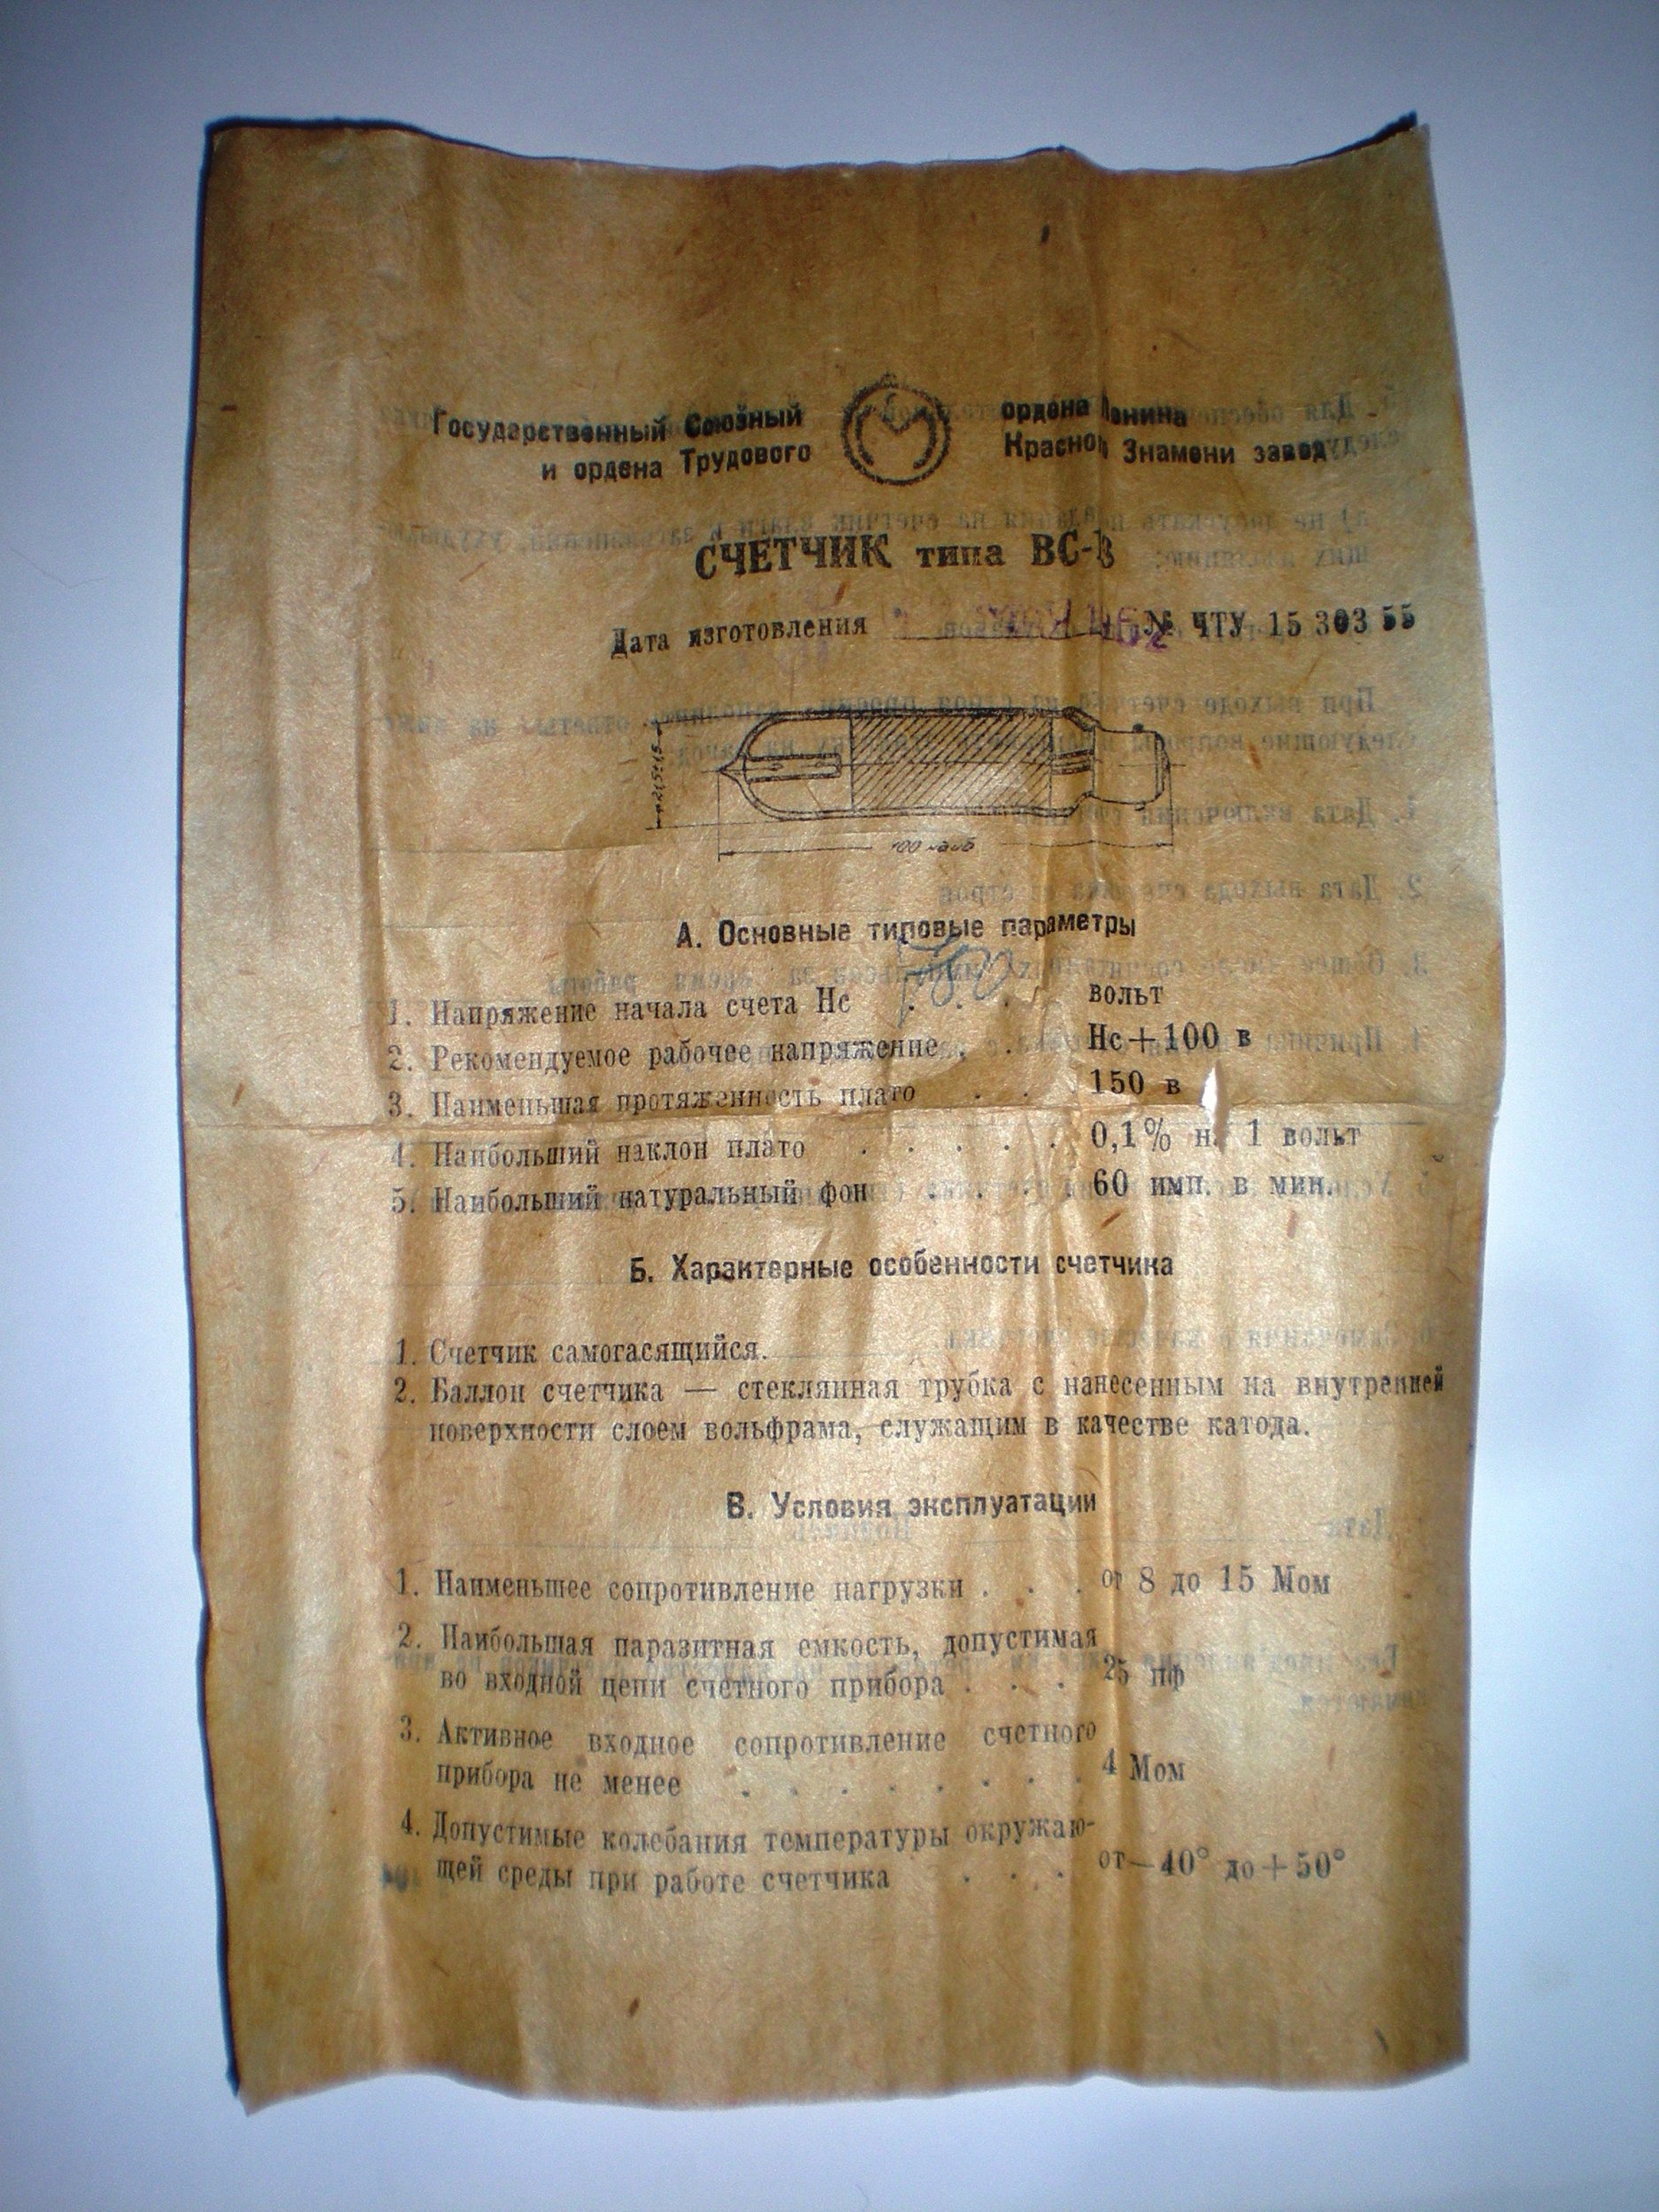 Государственный Союзный ордена Ленина
и ордена Трудового Красного Знамени завод
СЧЕТЧИК типа ВС-
Дата изготовления № ЧТУ 15 303 55
100 макс
А. Основные типовые параметры
1. Напряжение начала счета Нс . . . вольт
2. Рекомендуемое рабочее напряжение . . Нс+100 в
3. Наименьшая протяженность плато . . 150 в
4. Наибольший наклон плато . . . . . 0,1% на 1 вольт
5. Наибольший натуральный фон . . . . 60 имп. в мин.
Б. Характерные особенности счетчика
1. Счетчик самогасящийся.
2. Баллон счетчика — стеклянная трубка с нанесенным на внутренней
поверхности слоем вольфрама, служащим в качестве катода.
В. Условия эксплуатации
1. Наименьшее сопротивление нагрузки . . . от 8 до 15 Мом
2. Наибольшая паразитная емкость, допустимая
во входной цепи счетного прибора . . . 25 пф
3. Активное входное сопротивление счетного
прибора не менее . . . . . . . . 4 Мом
4. Допустимые колебания температуры окружаю-
щей среды при работе счетчика . . . от—40° до+50°